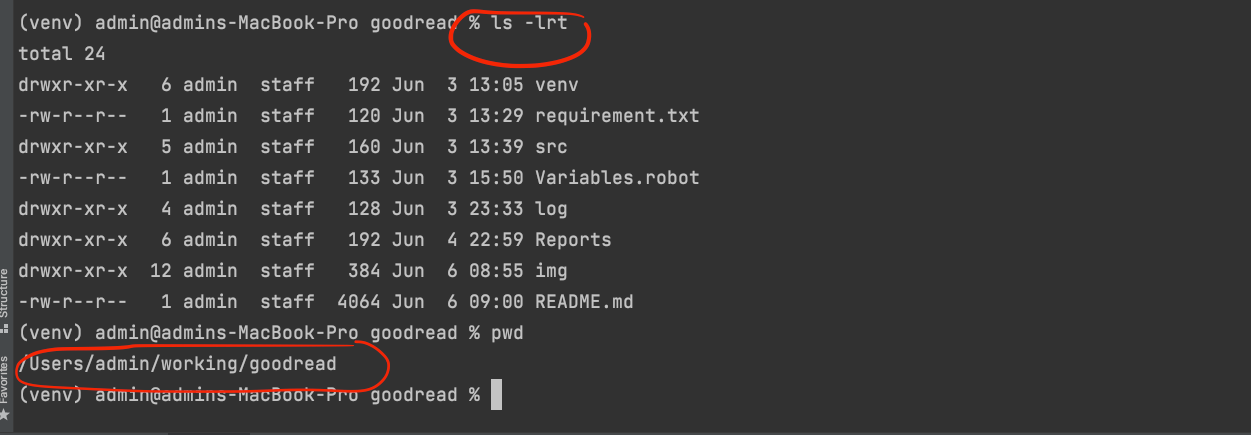 (venv) admin@admins-MacBook-Pro goodread % ls -lrt
total 24
drwxr-xr-x   6 admin  staff   192 Jun  3 13:05 venv
-rw-r--r--   1 admin  staff   120 Jun  3 13:29 requirement.txt
drwxr-xr-x   5 admin  staff   160 Jun  3 13:39 src
-rw-r--r--   1 admin  staff   133 Jun  3 15:50 Variables.robot
drwxr-xr-x   4 admin  staff   128 Jun  3 23:33 log
drwxr-xr-x   6 admin  staff   192 Jun  4 22:59 Reports
drwxr-xr-x  12 admin  staff   384 Jun  6 08:55 img
-rw-r--r--   1 admin  staff  4064 Jun  6 09:00 README.md
(venv) admin@admins-MacBook-Pro goodread % pwd
/Users/admin/working/goodread
(venv) admin@admins-MacBook-Pro goodread %
Structure
Favorites